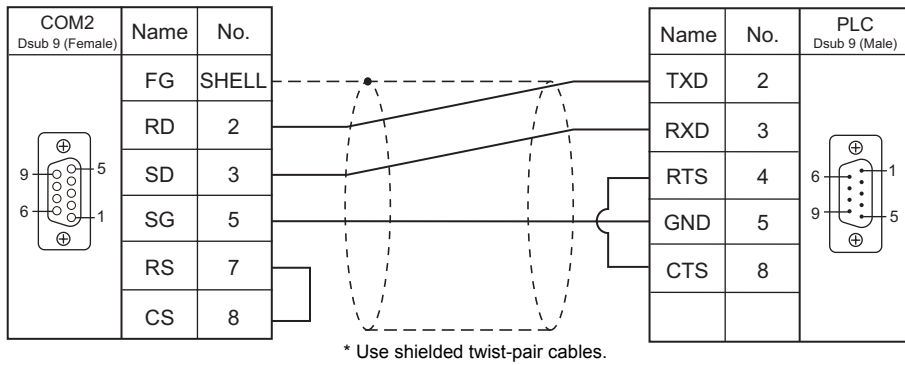 COM2
Dsub 9 (Female)
Name No.
FG SHELL
RD 2
SD 3
SG 5
RS 7
CS 8
9 5
6 1
Name No.
PLC
Dsub 9 (Male)
TXD 2
RXD 3
RTS 4
GND 5
CTS 8
6 1
9 5
* Use shielded twist-pair cables.